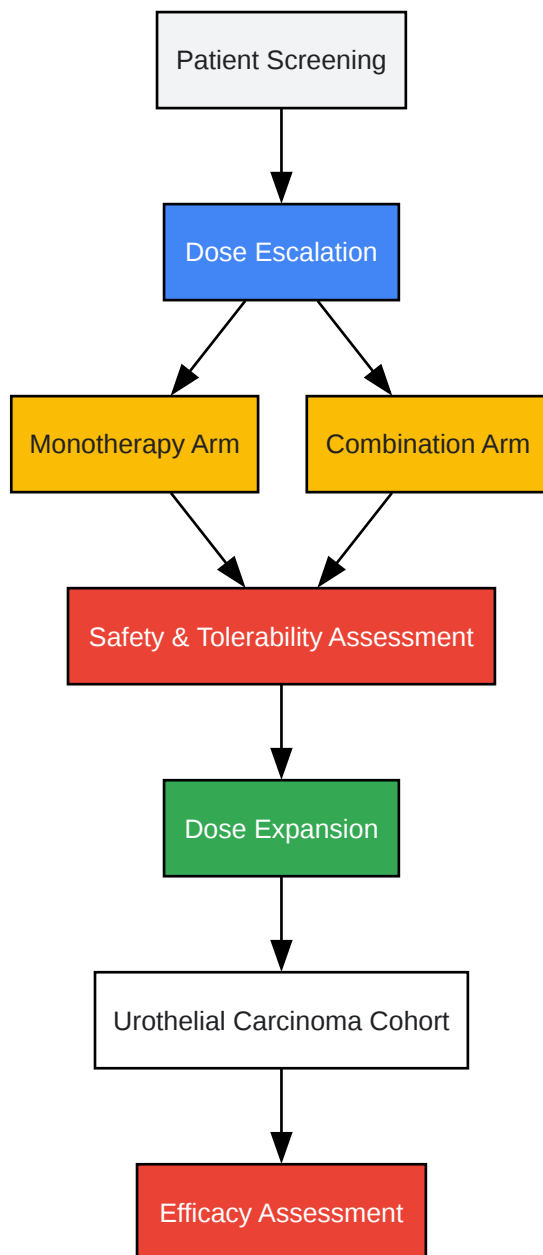 Patient Screening
Dose Escalation
Monotherapy Arm
Combination Arm
Safety & Tolerability Assessment
Dose Expansion
Urothelial Carcinoma Cohort
Efficacy Assessment